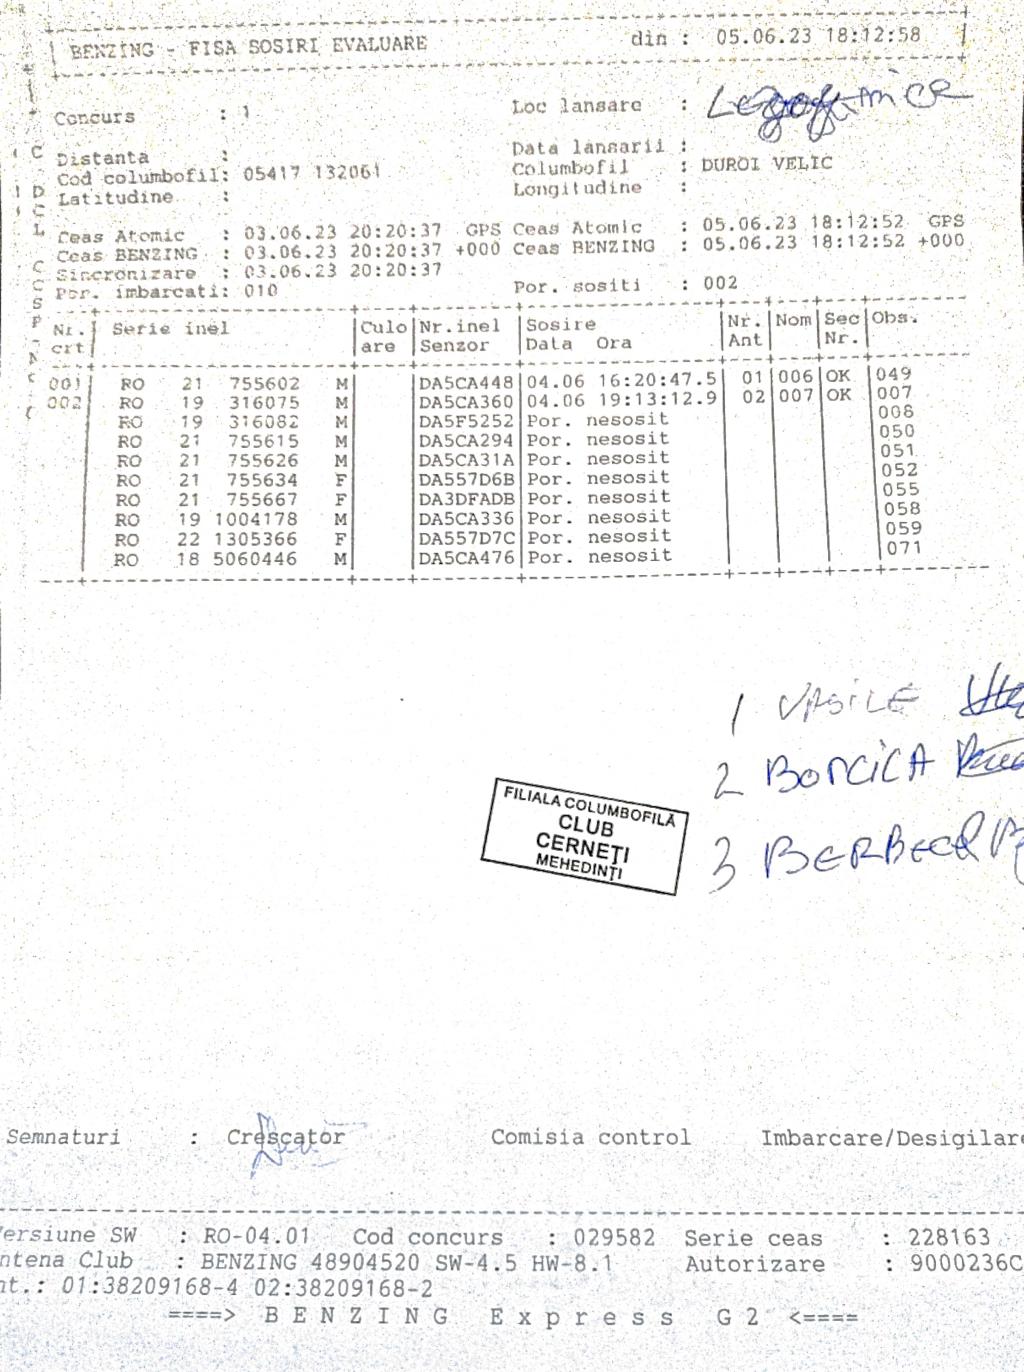 BENZING - FISA SOSIRI EVALUARE din : 05.06.23 18:12:58
Concurs : 1 Loc lansare :
Distanta : Data lansarii :
Cod columbofil: 05417 132061 Columbofil : DUROI VELIC
Latitudine : Longitudine :
Ceas Atomic : 03.06.23 20:20:37 GPS Ceas Atomic : 05.06.23 18:12:52 GPS
Ceas BENZING : 03.06.23 20:20:37 +000 Ceas BENZING : 05.06.23 18:12:52 +000
Sincronizare : 03.06.23 20:20:37
Por. imbarcati: 010 Por. sositi : 002
Nr. Serie inel Culo Nr.inel Sosire Nr. Nom Sec Obs.
crt are Senzor Data Ora Ant Nr.
001 RO 21 755602 M DA5CA448 04.06 16:20:47.5 01 006 OK 049
002 RO 19 316075 M DA5CA360 04.06 19:13:12.9 02 007 OK 007
RO 19 316082 M DA5F5252 Por. nesosit 008
RO 21 755615 M DA5CA294 Por. nesosit 050
RO 21 755626 M DA5CA31A Por. nesosit 051
RO 21 755634 F DA557D6B Por. nesosit 052
RO 21 755667 F DA3DFADB Por. nesosit 055
RO 19 1004178 M DA5CA336 Por. nesosit 058
RO 22 1305366 F DA557D7C Por. nesosit 059
RO 18 5060446 M DA5CA476 Por. nesosit 071
1 VASILE
2 BORCICA
3 BERBECE
FILIALA COLUMBOFILĂ
CLUB
CERNEȚI
MEHEDINȚI
Semnaturi : Crescator Comisia control Imbarcare/Desigilare
ersiune SW : RO-04.01 Cod concurs : 029582 Serie ceas : 228163
ntena Club : BENZING 48904520 SW-4.5 HW-8.1 Autorizare : 9000236C
nt.: 01:38209168-4 02:38209168-2
====> B E N Z I N G E x p r e s s G 2 <====